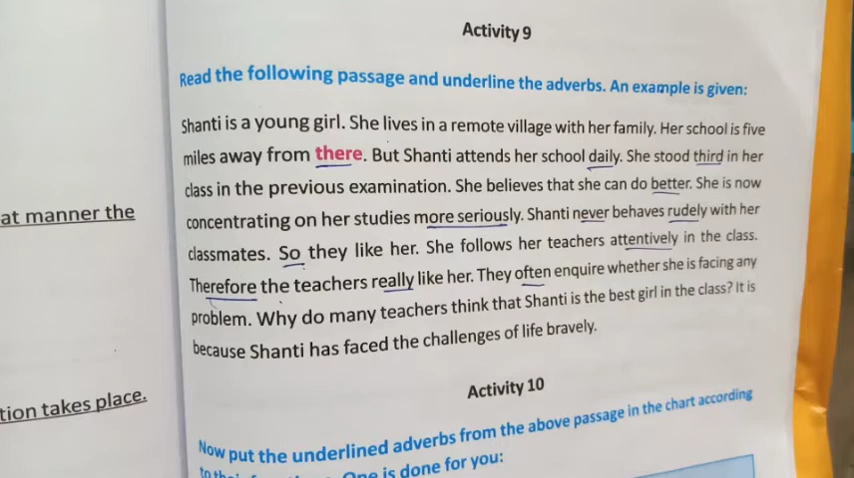 Activity 9
Read the following passage and underline the adverbs. An example is given:
Shanti is a young girl. She lives in a remote village with her family. Her school is five
miles away from there. But Shanti attends her school daily. She stood third in her
class in the previous examination. She believes that she can do better. She is now
at manner the
concentrating on her studies more seriously. Shanti never behaves rudely with her
classmates. So they like her. She follows her teachers attentively in the class.
Therefore the teachers really like her. They often enquire whether she is facing any
problem. Why do many teachers think that Shanti is the best girl in the class? It is
because Shanti has faced the challenges of life bravely.
tion takes place.
Activity 10
Now put the underlined adverbs from the above passage in the chart according
One is done for you: